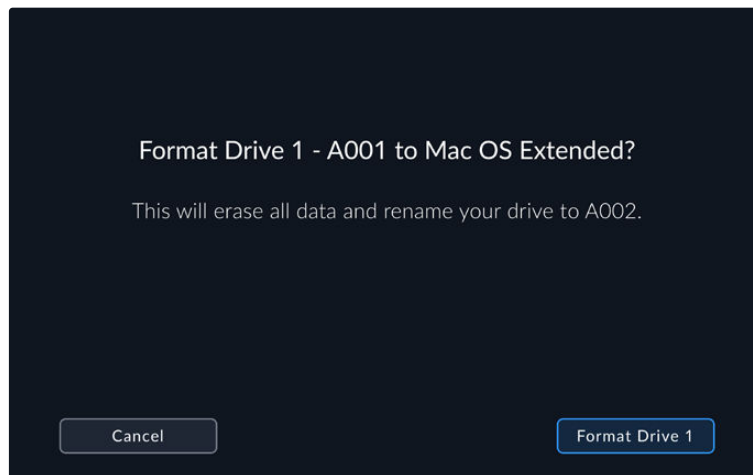 Format Drive 1 - A001 to Mac OS Extended?
This will erase all data and rename your drive to A002.
Cancel
Format Drive 1